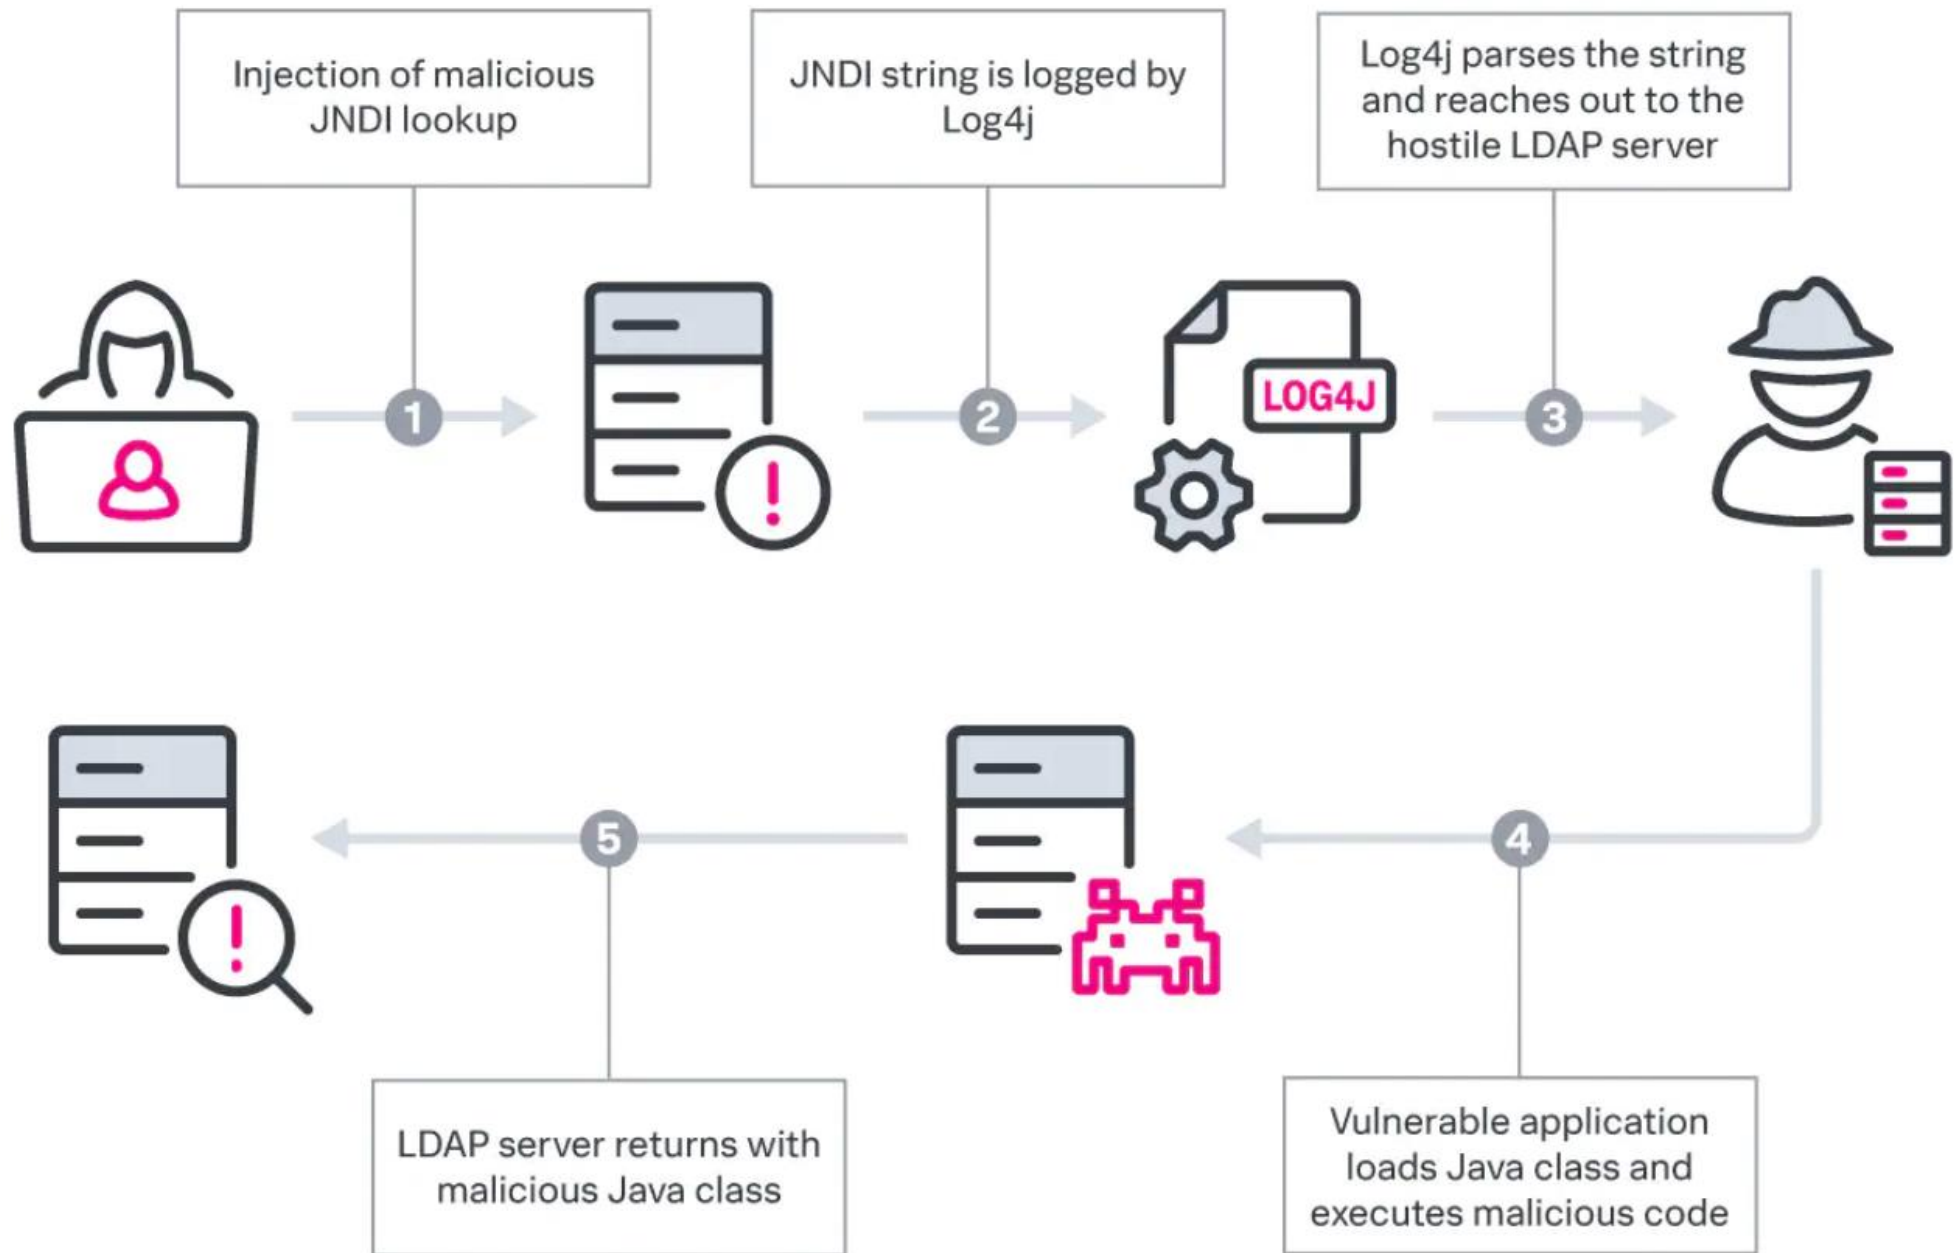 Injection of malicious
JNDI lookup
JNDI string is logged by
Log4j
Log4j parses the string
and reaches out to the
hostile LDAP server
1
2
LOG4J
3
5
4
LDAP server returns with
malicious Java class
Vulnerable application
loads Java class and
executes malicious code